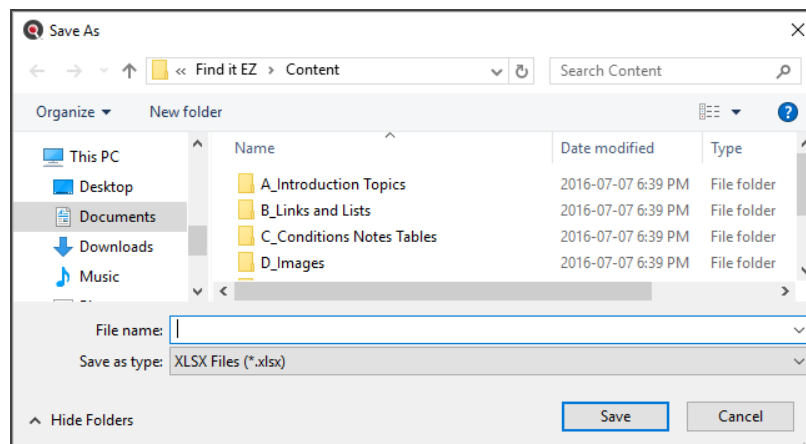 Save As
« Find it EZ > Content
Search Content
Organize
New folder
?
Name
Date modified
Type
This PC
Desktop
Documents
Downloads
Music
A_Introduction Topics 2016-07-07 6:39 PM File folder
B_Links and Lists 2016-07-07 6:39 PM File folder
C_Conditions Notes Tables 2016-07-07 6:39 PM File folder
D_Images 2016-07-07 6:39 PM File folder
File name:
Save as type: XLSX Files (*.xlsx)
Hide Folders
Save
Cancel